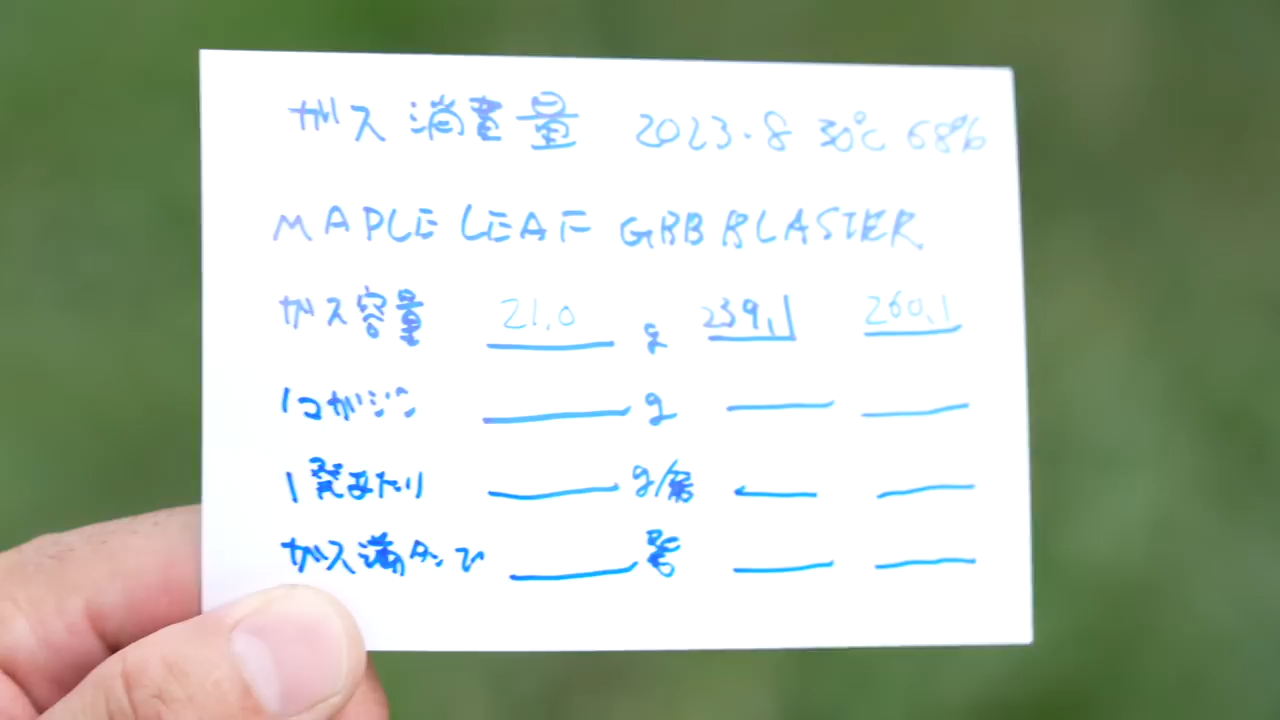 ガス消費量 2023.8 30℃ 68%
MAPLE LEAF GBB BLASTER
ガス容量 21.0 g 239.1 260.1
1マガジン g
1発あたり g/発
ガス満タンで 発